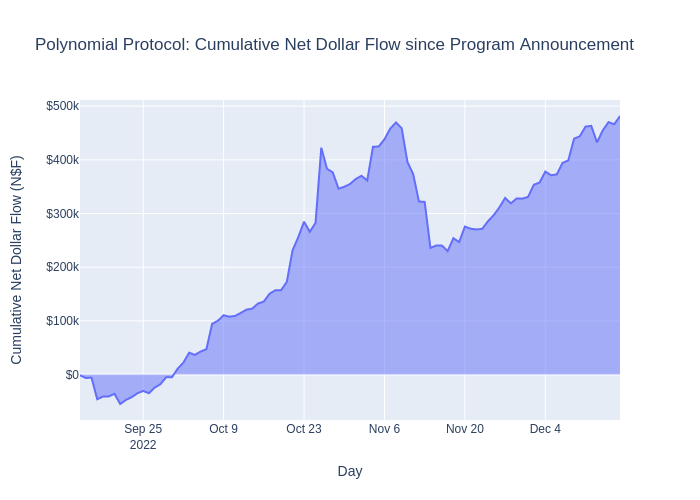 Polynomial Protocol: Cumulative Net Dollar Flow since Program Announcement
Cumulative Net Dollar Flow (N$F)
$500k
$400k
$300k
$200k
$100k
$0
Sep 25
2022
Oct 9
Oct 23
Nov 6
Nov 20
Dec 4
Day